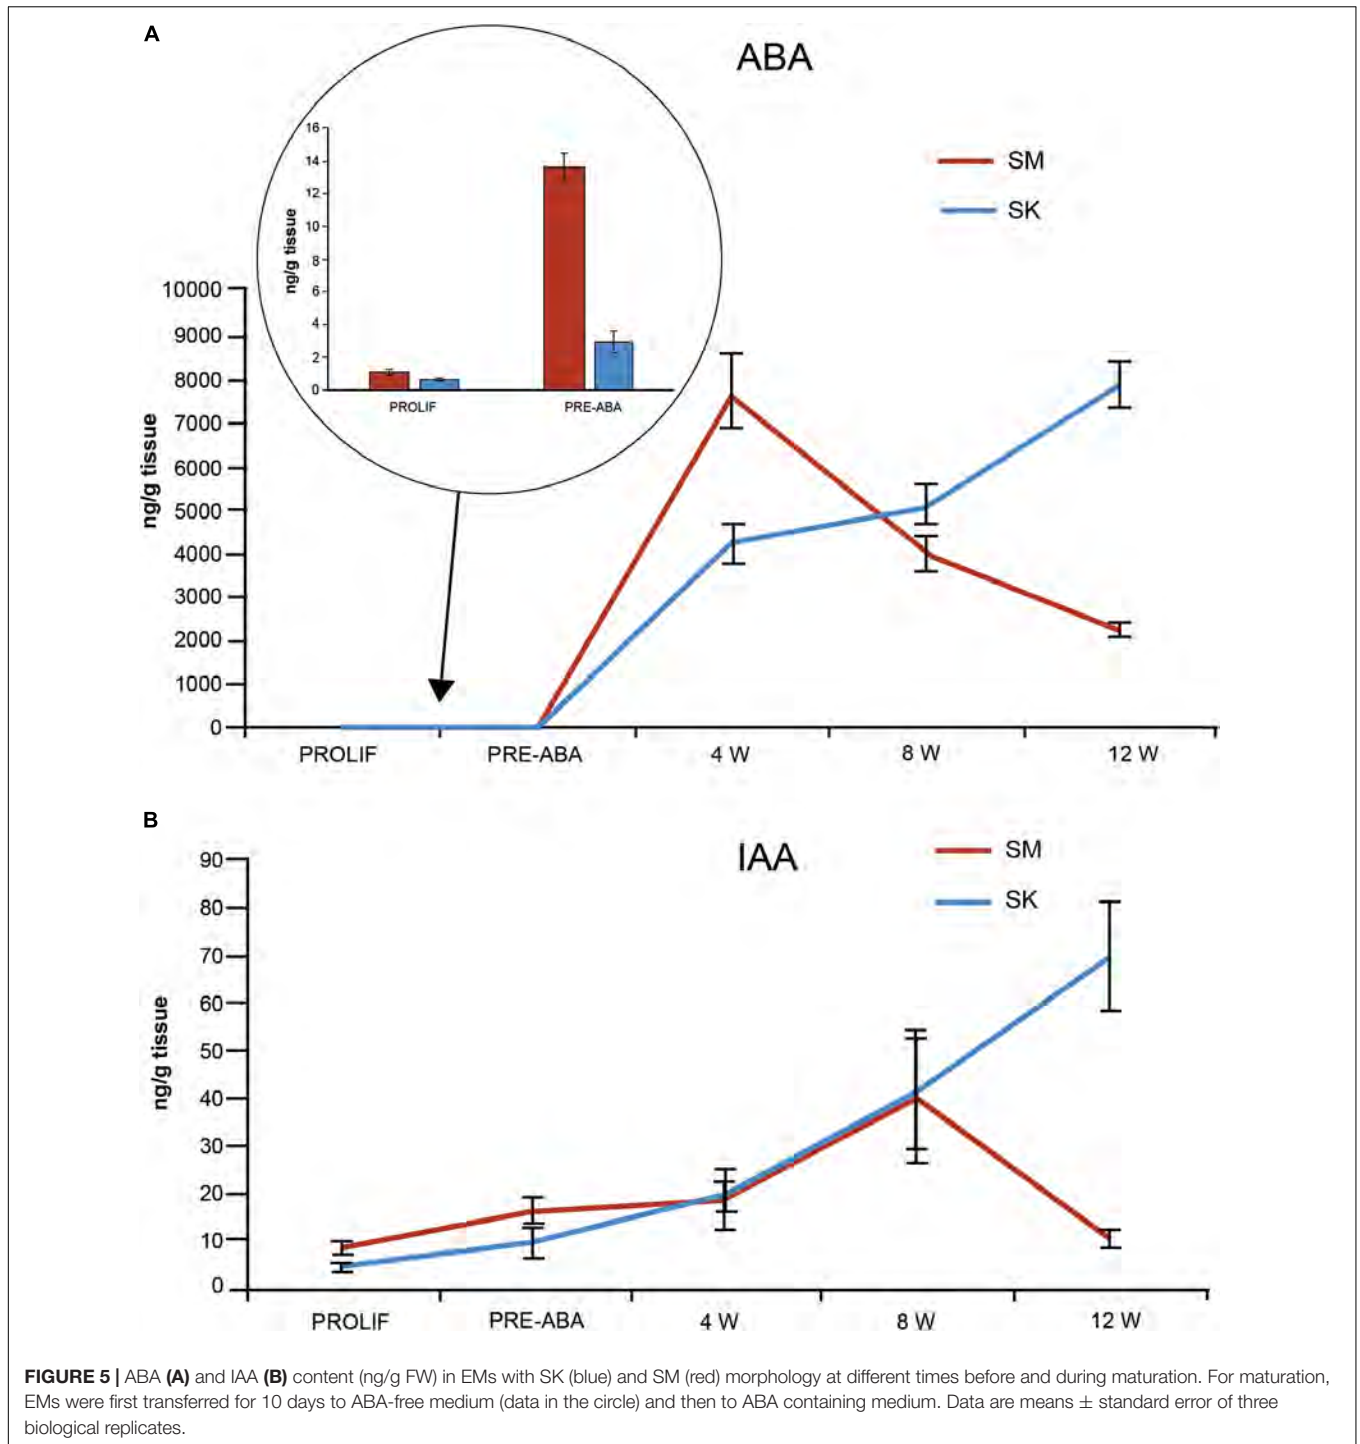 A
ABA
16
14
12
10
8
6
4
2
0
ng/g tissue
PROLIF
PRE-ABA
SM
SK
10000
9000
8000
7000
6000
5000
4000
3000
2000
1000
0
ng/g tissue
PROLIF
PRE-ABA
4 W
8 W
12 W
B
IAA
SM
SK
90
80
70
60
50
40
30
20
10
0
ng/g tissue
PROLIF
PRE-ABA
4 W
8 W
12 W
FIGURE 5 | ABA (A) and IAA (B) content (ng/g FW) in EMs with SK (blue) and SM (red) morphology at different times before and during maturation. For maturation,
EMs were first transferred for 10 days to ABA-free medium (data in the circle) and then to ABA containing medium. Data are means ± standard error of three
biological replicates.